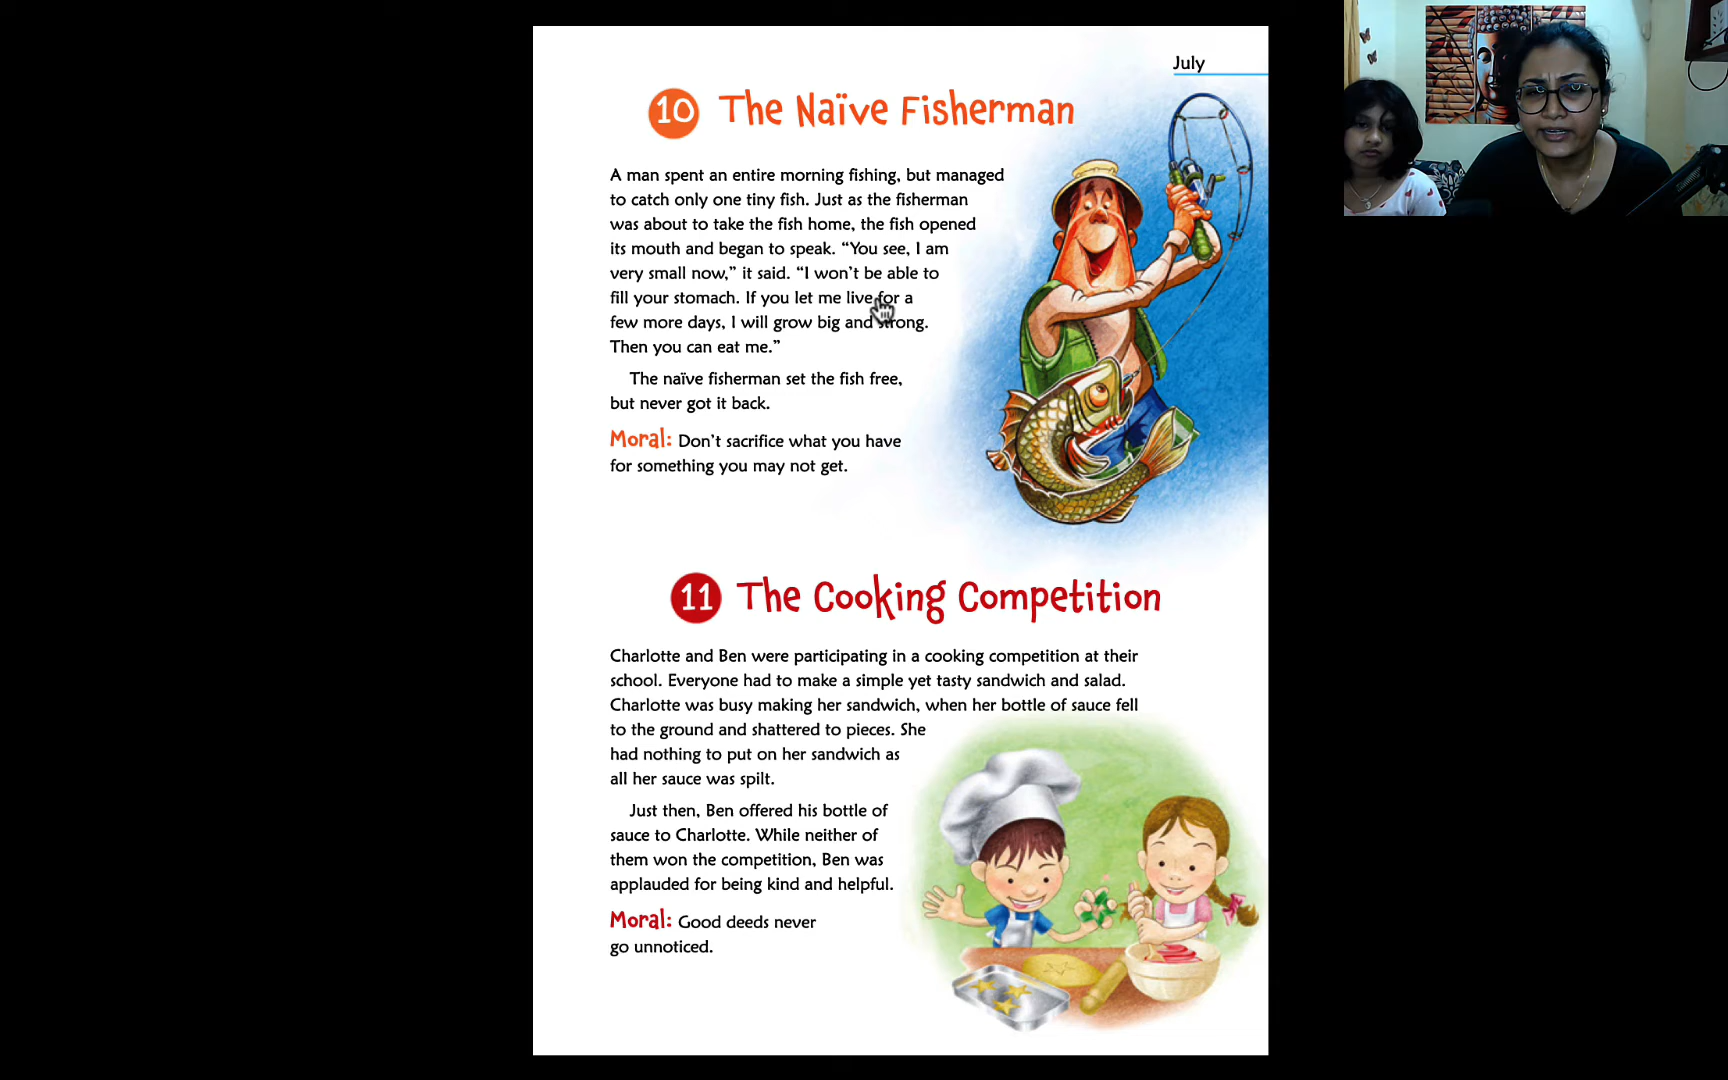 July
10 The Naïve Fisherman
A man spent an entire morning fishing, but managed
to catch only one tiny fish. Just as the fisherman
was about to take the fish home, the fish opened
its mouth and began to speak. “You see, I am
very small now,” it said. “I won’t be able to
fill your stomach. If you let me live for a
few more days, I will grow big and strong.
Then you can eat me.”
The naïve fisherman set the fish free,
but never got it back.
Moral: Don’t sacrifice what you have
for something you may not get.
11 The Cooking Competition
Charlotte and Ben were participating in a cooking competition at their
school. Everyone had to make a simple yet tasty sandwich and salad.
Charlotte was busy making her sandwich, when her bottle of sauce fell
to the ground and shattered to pieces. She
had nothing to put on her sandwich as
all her sauce was spilt.
Just then, Ben offered his bottle of
sauce to Charlotte. While neither of
them won the competition, Ben was
applauded for being kind and helpful.
Moral: Good deeds never
go unnoticed.